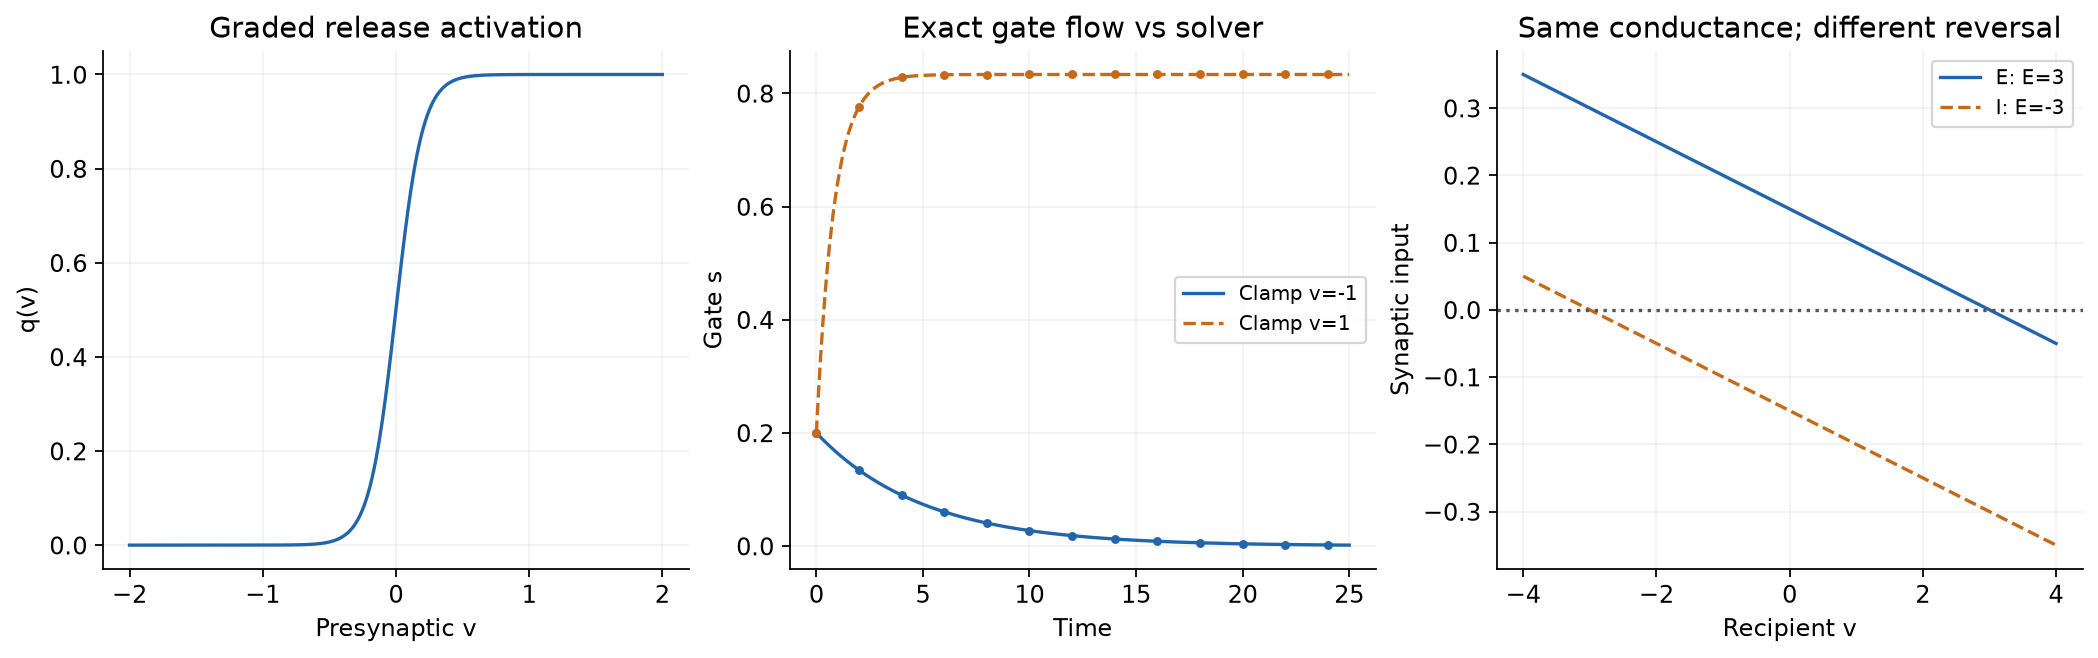 Graded release activation
q(v)
1.0
0.8
0.6
0.4
0.2
0.0
−2
−1
0
1
2
Presynaptic v
Exact gate flow vs solver
Gate s
0.8
0.6
0.4
0.2
0.0
Clamp v=-1
Clamp v=1
0
5
10
15
20
25
Time
Same conductance; different reversal
Synaptic input
0.3
0.2
0.1
0.0
−0.1
−0.2
−0.3
E: E=3
I: E=-3
−4
−2
0
2
4
Recipient v